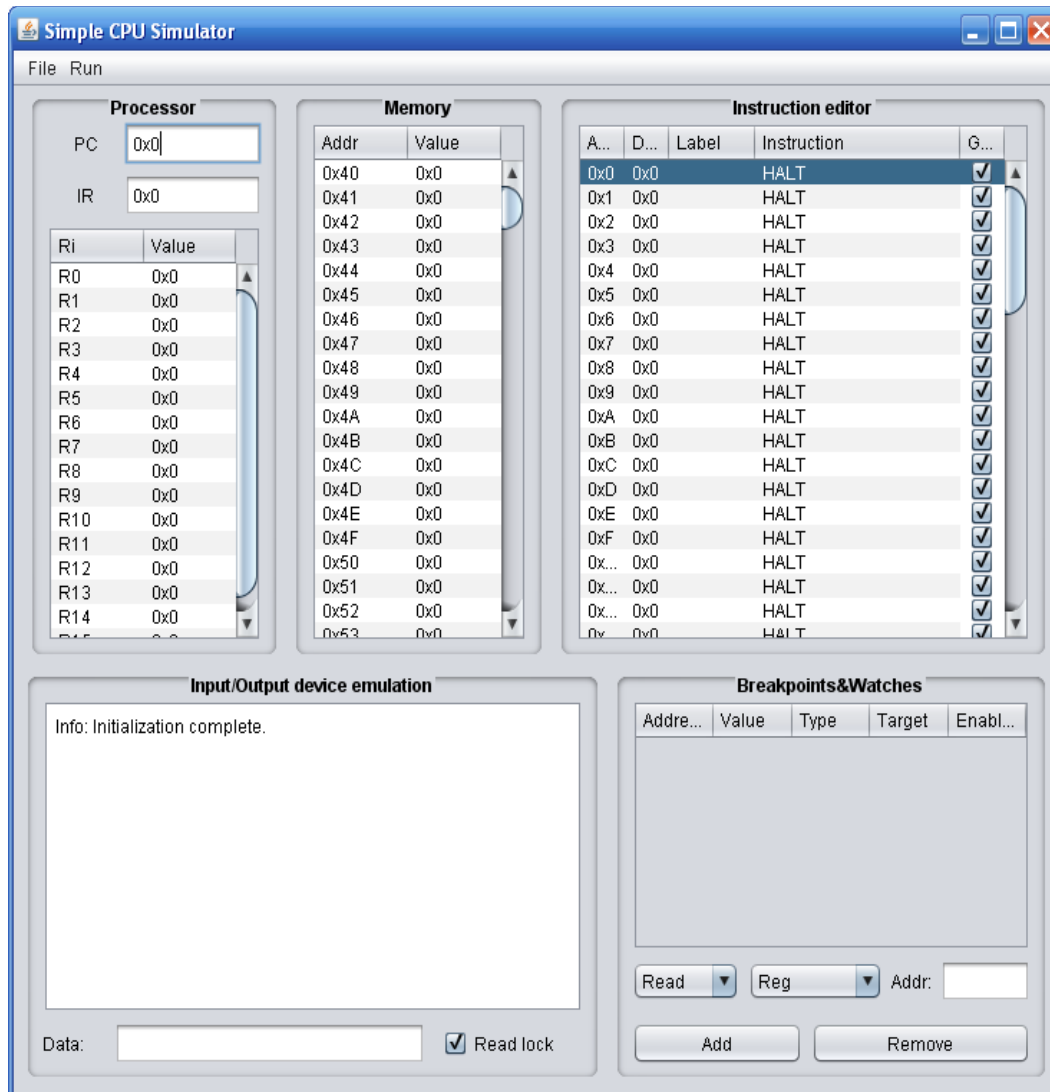 Simple CPU Simulator
File Run
Processor
PC 0x0
IR 0x0
Ri Value
R0 0x0
R1 0x0
R2 0x0
R3 0x0
R4 0x0
R5 0x0
R6 0x0
R7 0x0
R8 0x0
R9 0x0
R10 0x0
R11 0x0
R12 0x0
R13 0x0
R14 0x0
Memory
Addr Value
0x40 0x0
0x41 0x0
0x42 0x0
0x43 0x0
0x44 0x0
0x45 0x0
0x46 0x0
0x47 0x0
0x48 0x0
0x49 0x0
0x4A 0x0
0x4B 0x0
0x4C 0x0
0x4D 0x0
0x4E 0x0
0x4F 0x0
0x50 0x0
0x51 0x0
0x52 0x0
0x53 0x0
Instruction editor
A... D... Label Instruction G...
0x0 0x0 HALT
0x1 0x0 HALT
0x2 0x0 HALT
0x3 0x0 HALT
0x4 0x0 HALT
0x5 0x0 HALT
0x6 0x0 HALT
0x7 0x0 HALT
0x8 0x0 HALT
0x9 0x0 HALT
0xA 0x0 HALT
0xB 0x0 HALT
0xC 0x0 HALT
0xD 0x0 HALT
0xE 0x0 HALT
0xF 0x0 HALT
0x... 0x0 HALT
0x... 0x0 HALT
0x... 0x0 HALT
0x... 0x0 HALT
Input/Output device emulation
Info: Initialization complete.
Data: Read lock
Breakpoints&Watches
Addre... Value Type Target Enabl...
Read Reg Addr:
Add Remove